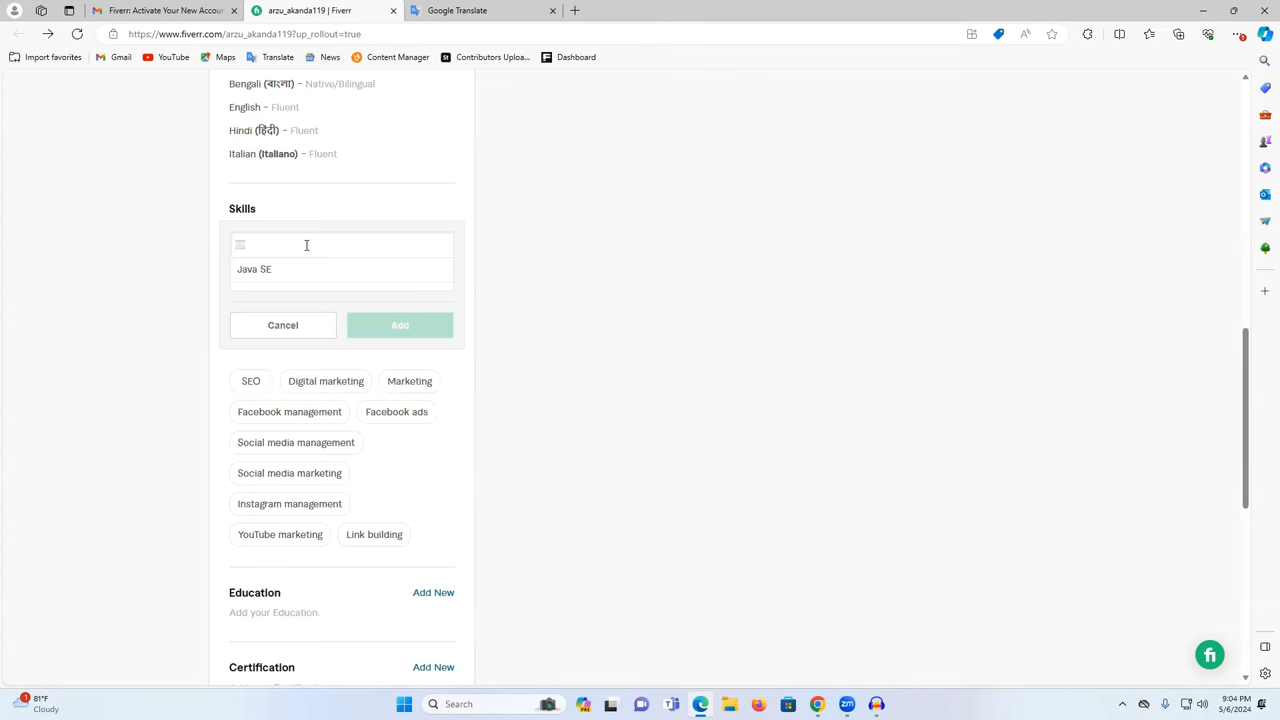 Fiverr: Activate Your New Accou
arzu_akanda119 | Fiverr
Google Translate
https://www.fiverr.com/arzu_akanda119?up_rollout=true
Import favorites
Gmail
YouTube
Maps
Translate
News
Content Manager
Contributors Uploa...
Dashboard
Bengali (বাংলা) - Native/Bilingual
English - Fluent
Hindi (हिंदी) - Fluent
Italian (Italiano) - Fluent
Skills
Java SE
Cancel
Add
SEO
Digital marketing
Marketing
Facebook management
Facebook ads
Social media management
Social media marketing
Instagram management
YouTube marketing
Link building
Education
Add New
Add your Education.
Certification
Add New
fi
1
81°F
Cloudy
Search
9:04 PM
5/6/2024